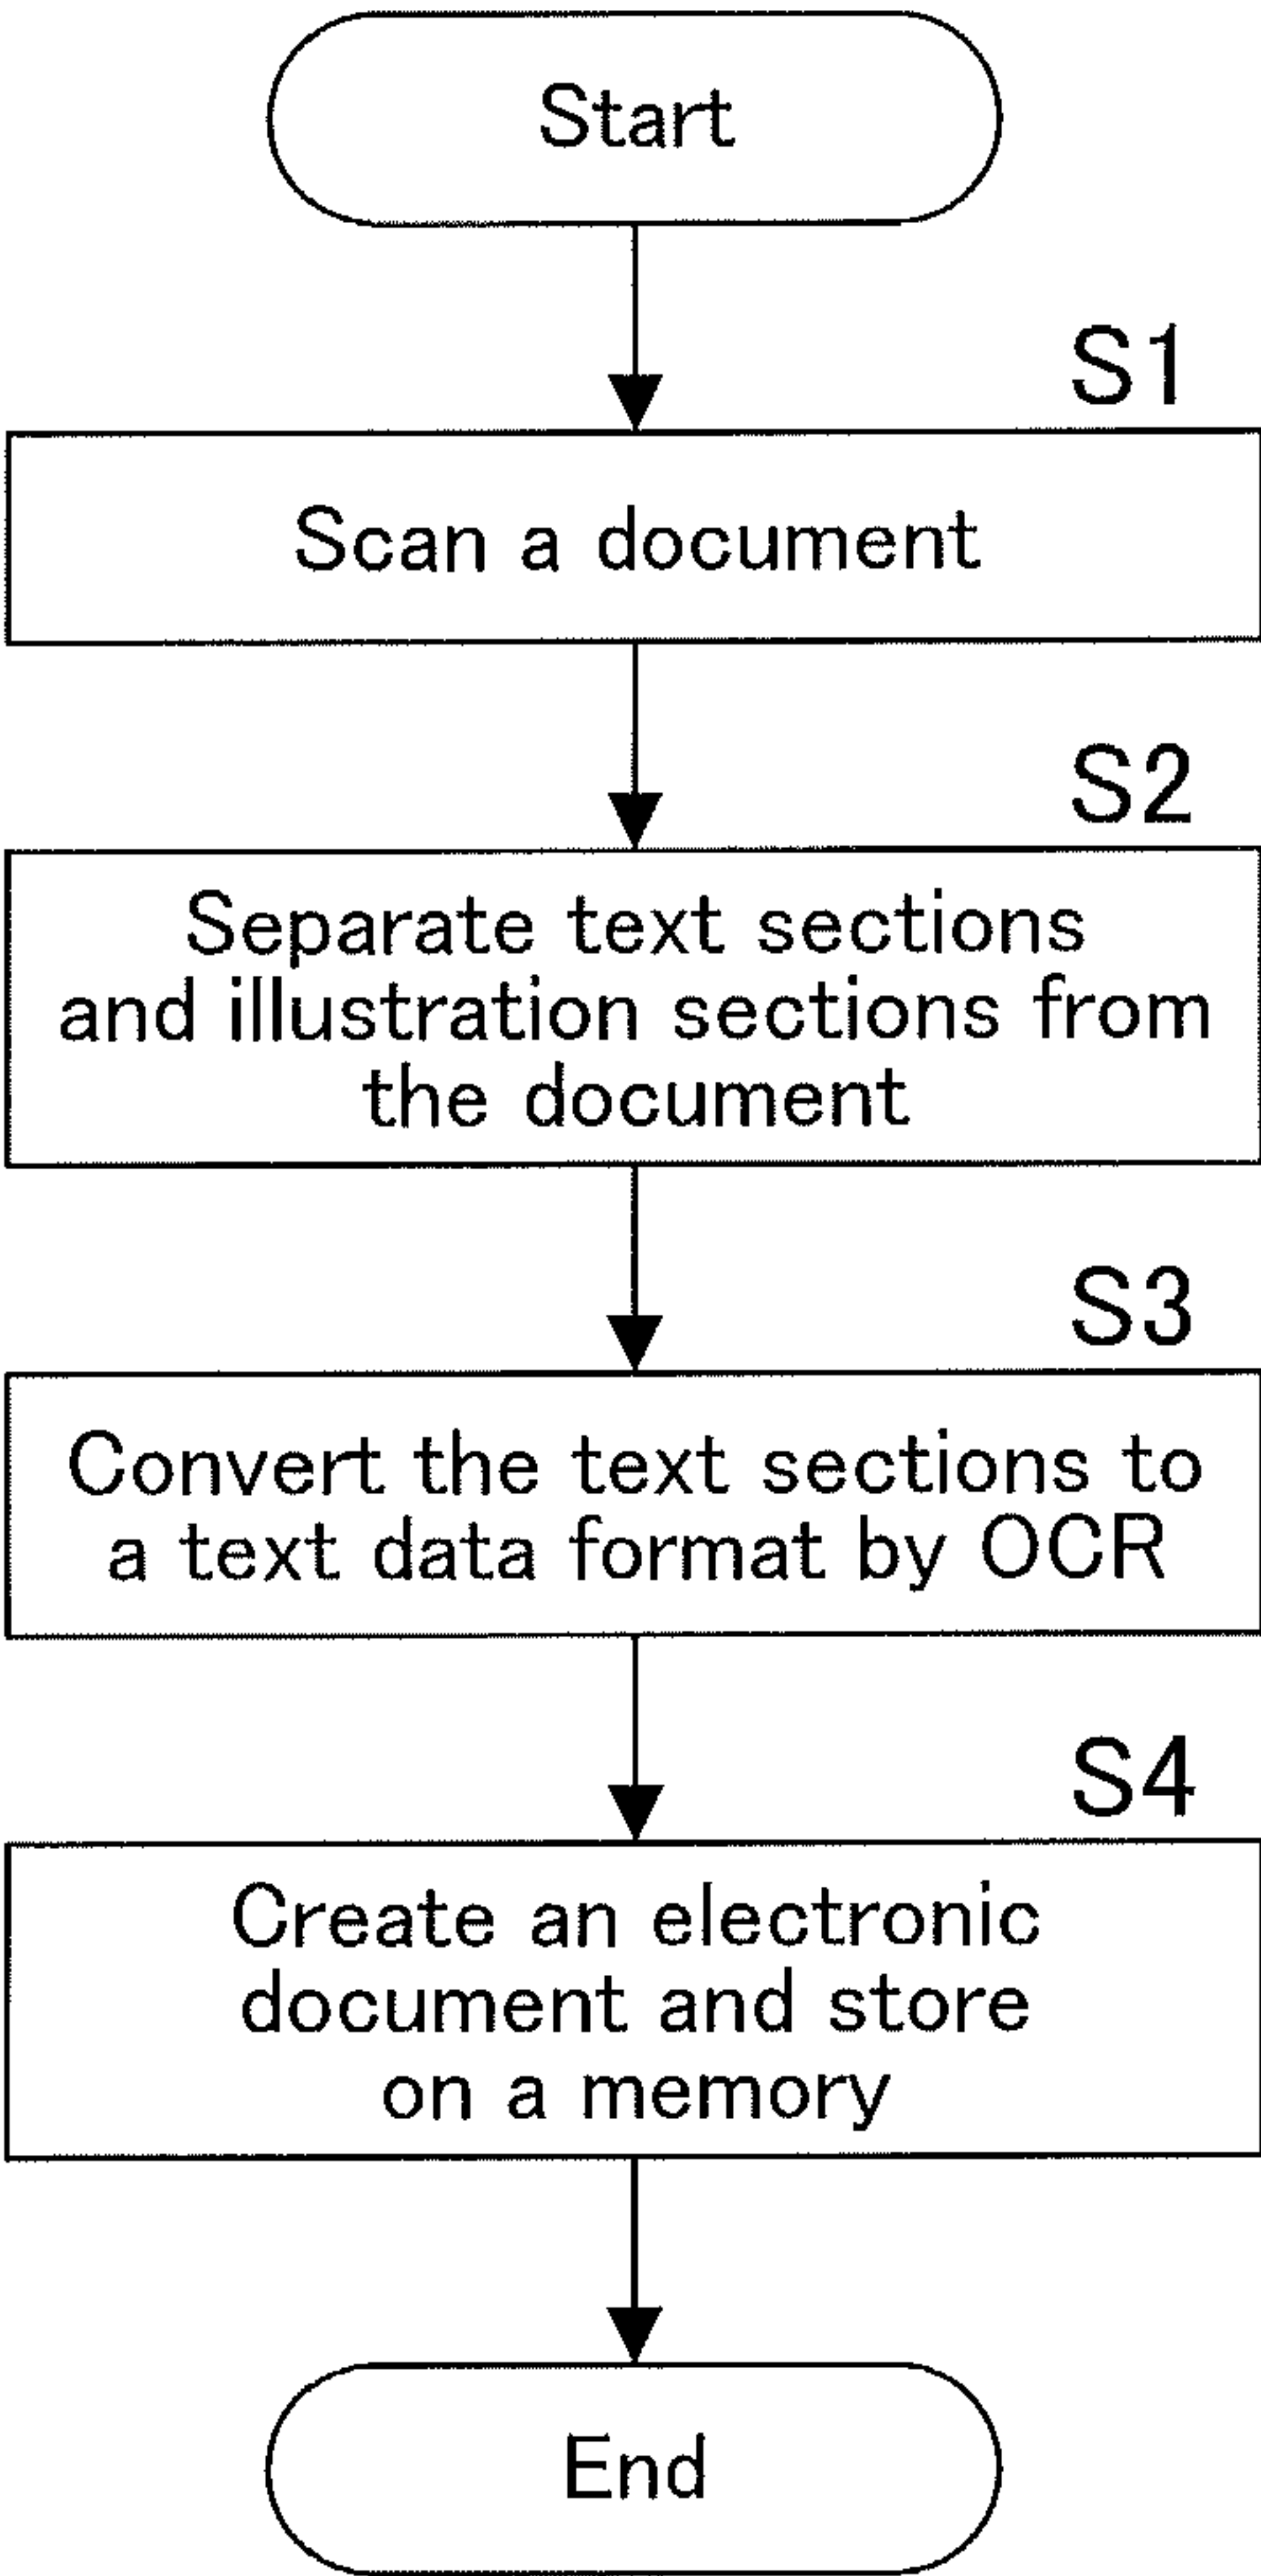 Start
S1
Scan a document
S2
Separate text sections
and illustration sections from
the document
S3
Convert the text sections to
a text data format by OCR
S4
Create an electronic
document and store
on a memory
End